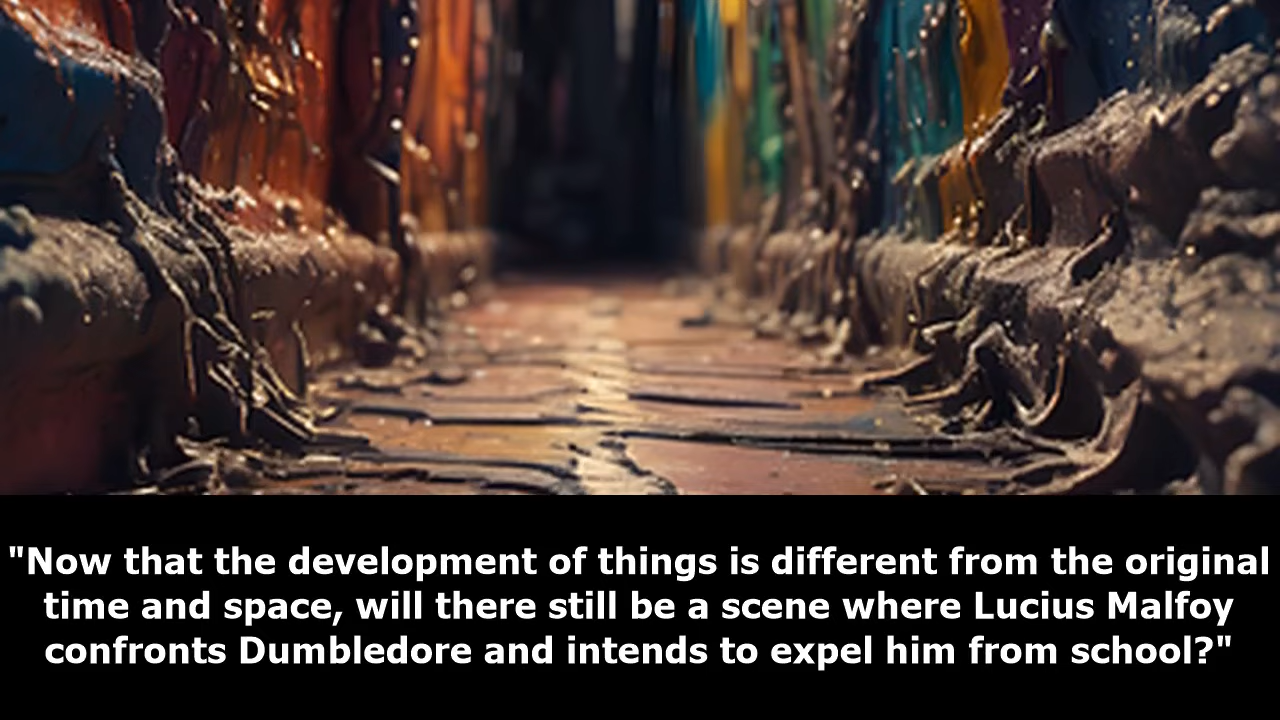 "Now that the development of things is different from the original
time and space, will there still be a scene where Lucius Malfoy
confronts Dumbledore and intends to expel him from school?"